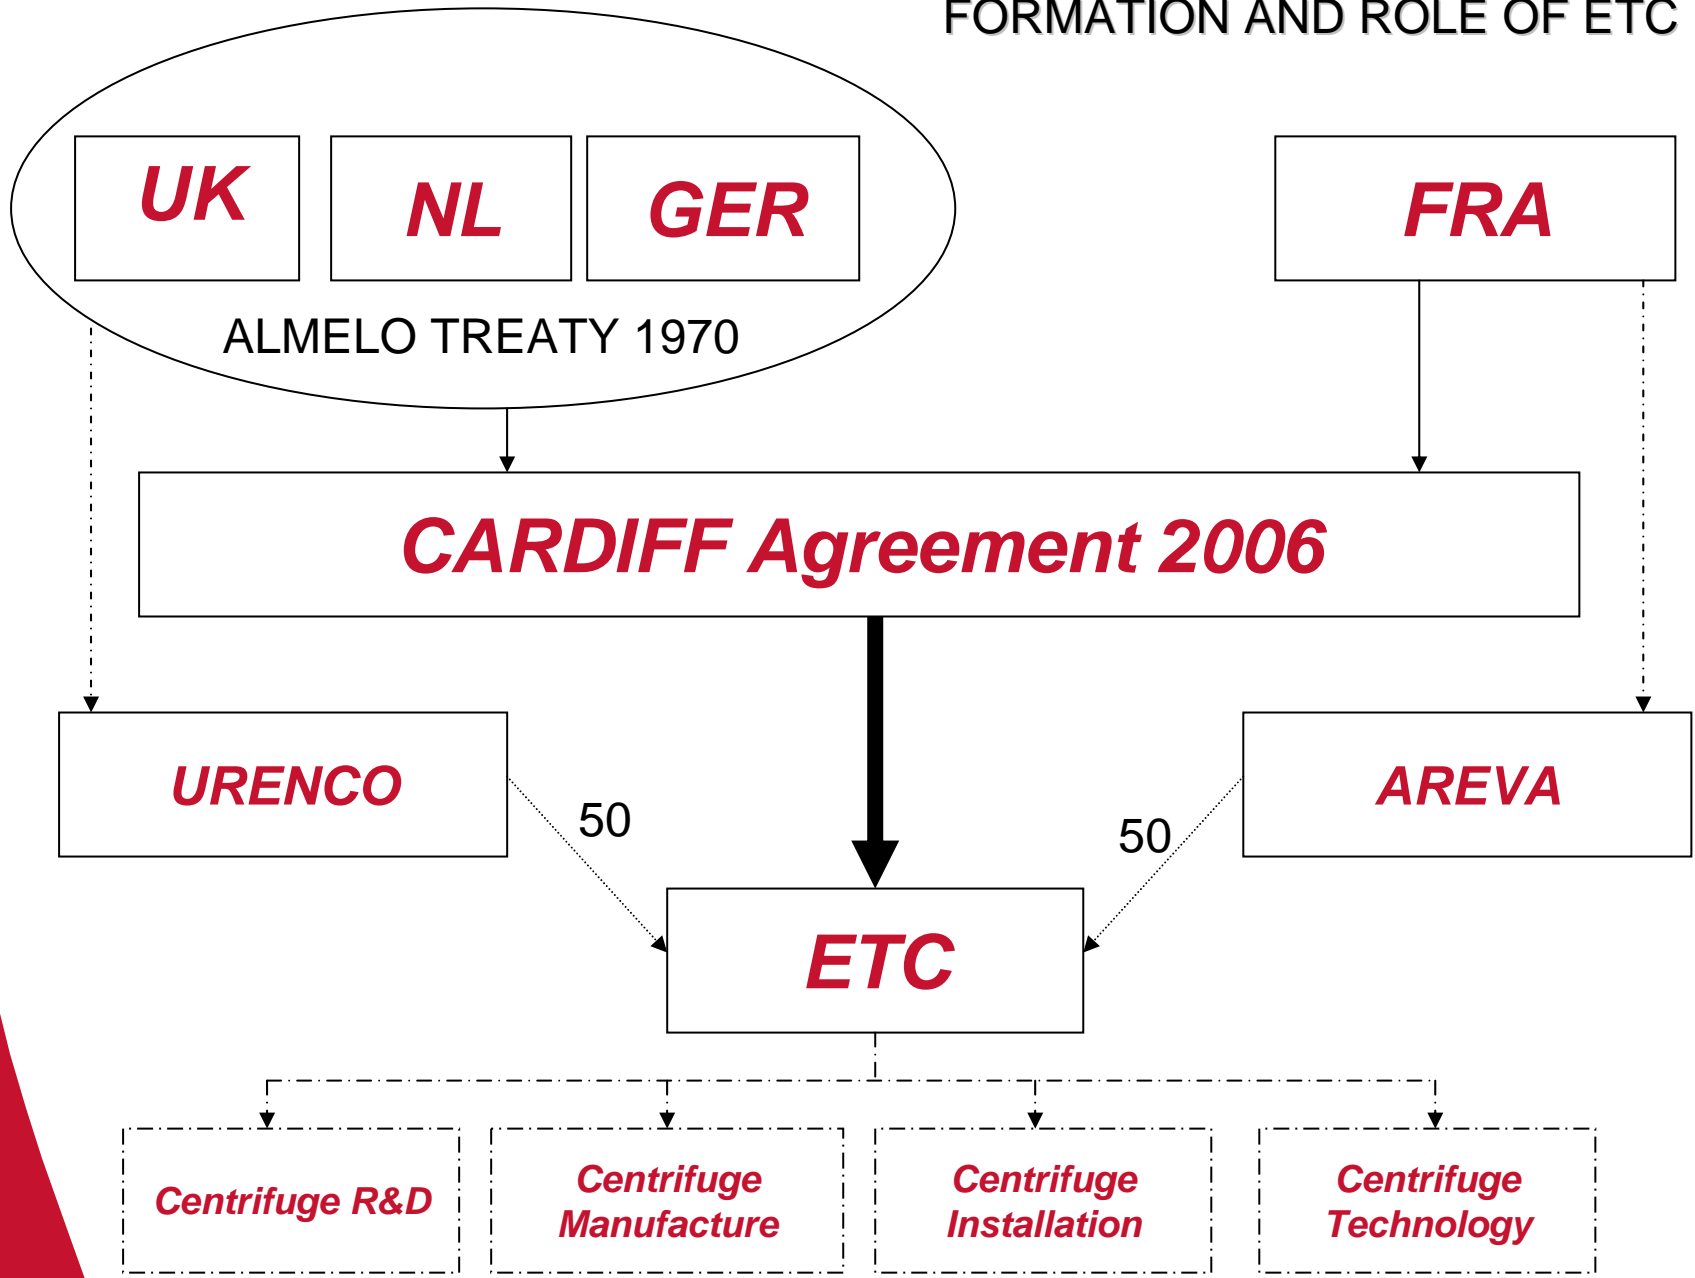 FORMATION AND ROLE OF ETC
UK
NL
GER
FRA
ALMELO TREATY 1970
CARDIFF Agreement 2006
URENCO
50
50
AREVA
ETC
Centrifuge R&D
Centrifuge
Manufacture
Centrifuge
Installation
Centrifuge
Technology